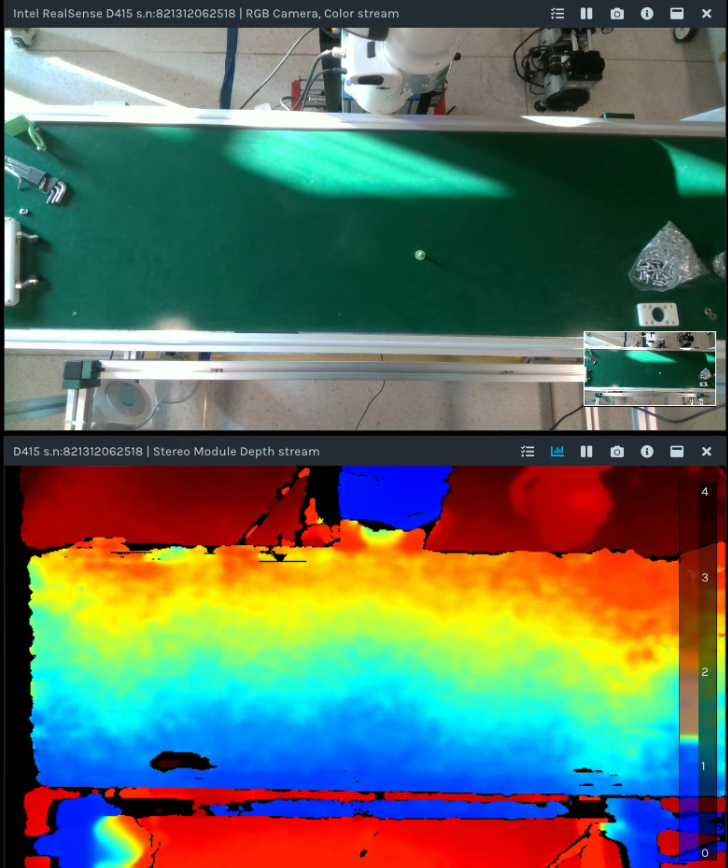 Intel RealSense D415 s.n:821312062518 | RGB Camera, Color stream
D415 s.n:821312062518 | Stereo Module Depth stream
4
3
2
1
0